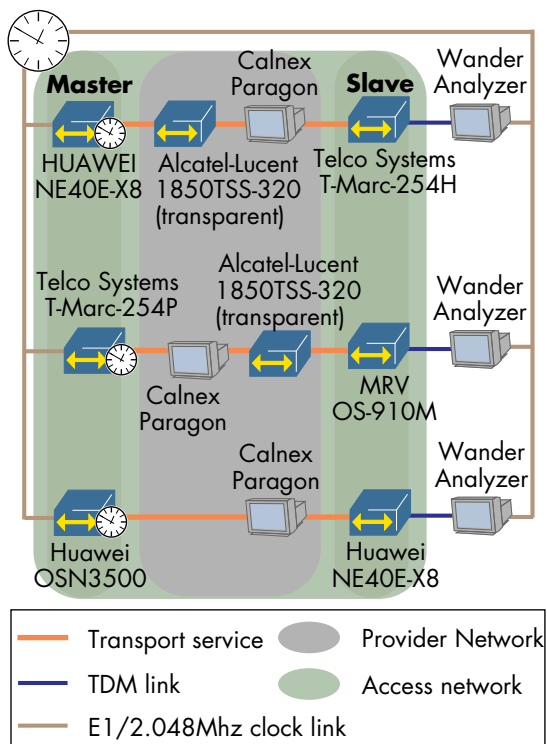 Master
Calnex
Paragon
Slave
Wander
Analyzer
HUAWEI
NE40E-X8
Alcatel-Lucent
1850TSS-320
(transparent)
Telco Systems
T-Marc-254H
Telco Systems
T-Marc-254P
Alcatel-Lucent
1850TSS-320
(transparent)
Wander
Analyzer
Calnex
Paragon
MRV
OS-910M
Calnex
Paragon
Wander
Analyzer
Huawei
OSN3500
Huawei
NE40E-X8
Transport service
Provider Network
TDM link
Access network
E1/2.048Mhz clock link